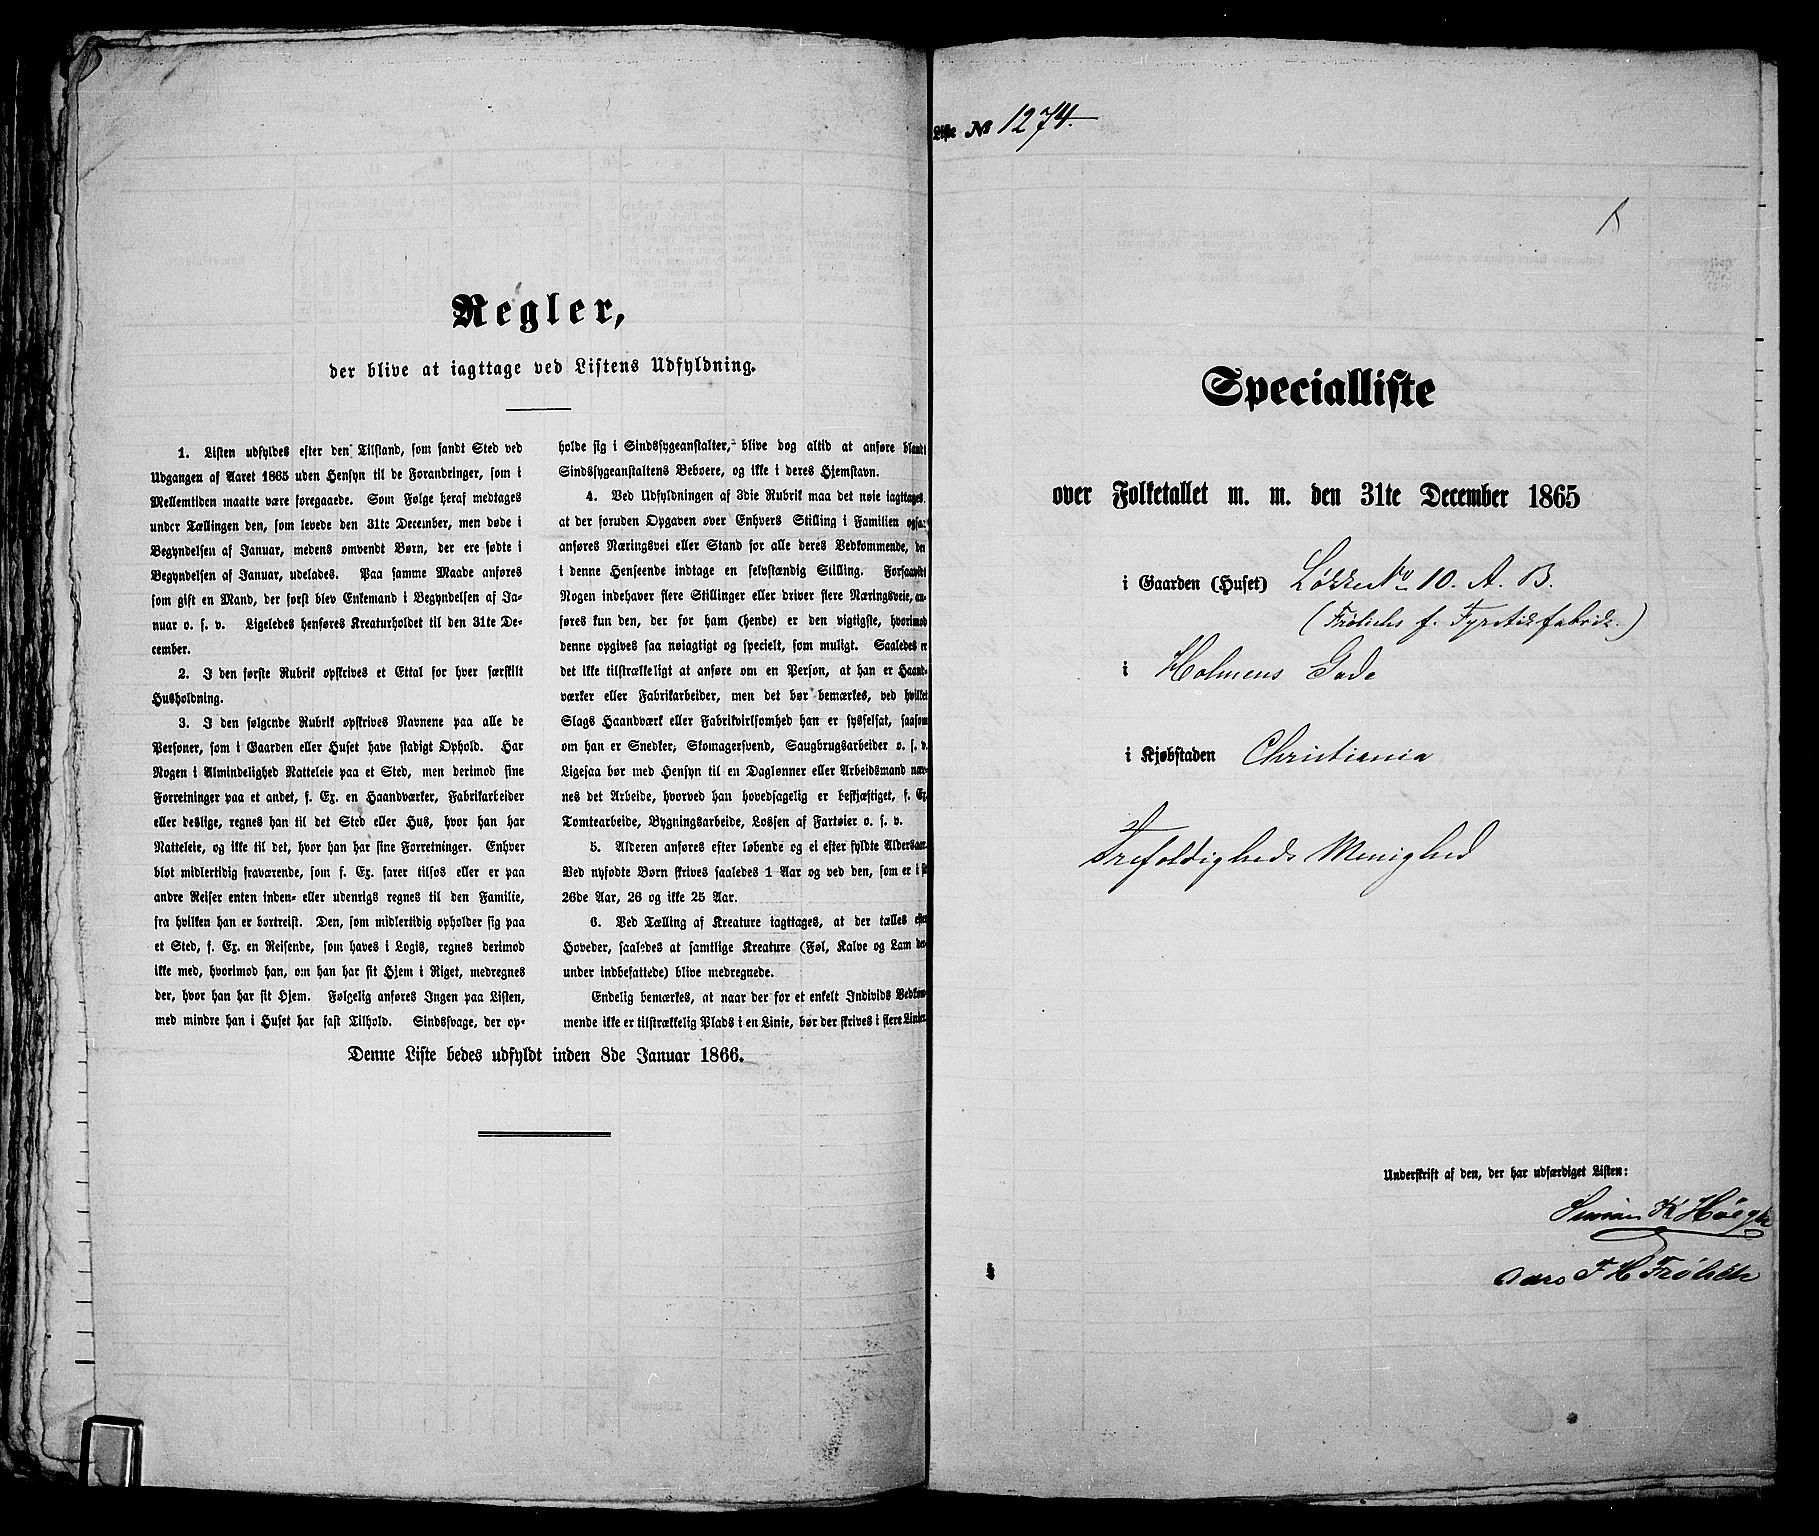 Regler,
der blive at iagttage ved Listens Udfyldning.
1. Listen udfyldes efter den Tilstand, som fandt Sted ved
Udgangen af Aaret 1865 uden Hensyn til de Forandringer, som i
Mellemtiden maatte være foregaaede. Som Følge heraf medtages
under Tællingen den, som levede den 31te December, men døde i
Begyndelsen af Januar, medens omvendt Børn, der ere fødte i
Begyndelsen af Januar, udelades. Paa samme Maade anføres
som gift en Mand, der først blev Enkemand i Begyndelsen af Ja-
nuar o. s. v. Ligeledes henføres Kreaturholdet til den 31te De-
cember.
2. I den første Rubrik opskrives et Ettal for hver særskilt
Husholdning.
3. I den følgende Rubrik opskrives Navnene paa alle de
Personer, som i Gaarden eller Huset have stadigt Ophold. Har
Nogen i Almindelighed Natteleie paa et Sted, men derimod sine
Forretninger paa et andet, f. Ex. en Haandværker, Fabrikarbeider
eller deslige, regnes han til det Sted eller Hus, hvor han har
Natteleie, og ikke til det, hvor han har sine Forretninger. Enhver
blot midlertidig fraværende, som f. Ex. farer tilsøs eller er paa
andre Reiser enten inden- eller udenrigs regnes til den Familie,
fra hvilken han er bortreist. Den, som midlertidig opholder sig paa
et Sted, f. Ex. en Reisende, som haves i Logis, regnes derimod
ikke med, hvorimod han, om han har sit Hjem i Riget, medregnes
der, hvor han har sit Hjem. Følgelig anføres Ingen paa Listen,
med mindre han i Huset har fast Tilhold. Sindssvage, der op-
holde sig i Sindssygeanstalter, blive dog altid at anføre blandt
Sindssygeanstaltens Beboere, og ikke i deres Hjemstavn.
4. Ved Udfyldningen af 3die Rubrik maa det nøie iagttages,
at der foruden Opgaven over Enhvers Stilling i Familien ogsaa
anføres Næringsvei eller Stand for alle deres Vedkommende, der
i denne Henseende indtage en selvstændig Stilling. Forsaavidt
Nogen indehaver flere Stillinger eller driver flere Næringsveie, an-
føres kun den, der for ham (hende) er den vigtigste, hvorimod
denne opgives saa nøiagtigt og specielt, som muligt. Saaledes er
det ikke tilstrækkeligt at anføre om en Person, at han er Haand-
værker eller Fabrikarbeider, men det bør bemærkes, ved hvilket
Slags Haandværk eller Fabrikvirksomhed han er sysselsat, saasom
om han er Snedker, Skomagersvend, Saugbrugsarbeider o. s. v.
Ligesaa bør med Hensyn til en Daglønner eller Arbeidsmand næv-
nes det Arbeide, hvorved han hovedsagelig er beskjæftiget, f. Ex.
Tomtearbeide, Bygningsarbeide, Lossen af Fartøier o. s. v.
5. Alderen anføres efter løbende og ei efter fyldte Aldersaar.
Ved nyfødte Børn skrives saaledes 1 Aar og ved den, som er i sit
26de Aar, 26 og ikke 25 Aar.
6. Ved Tælling af Kreature iagttages, at der tælles efter
Hoveder, saaledes at samtlige Kreature (Føl, Kalve og Lam der-
under indbefattede) blive medregnede.
Endelig bemærkes, at naar der for et enkelt Individs Vedkom-
mende ikke er tilstrækkelig Plads i en Linie, bør der skrives i flere Linier.
Denne Liste bedes udfyldt inden 8de Januar 1866.
Liste № 1274.
Specialliste
over Folketallet m. m. den 31te December 1865
i Gaarden (Huset) Løkke No 10. A. B.
(Frølichs f. Fyrstikfabrik.)
i Holmens Gade
i Kjøbstaden Christiania
Trefoldigheds Menighed
Underskrift af den, der har udfærdiget Listen:
Simon K Høegh
F H Frølich